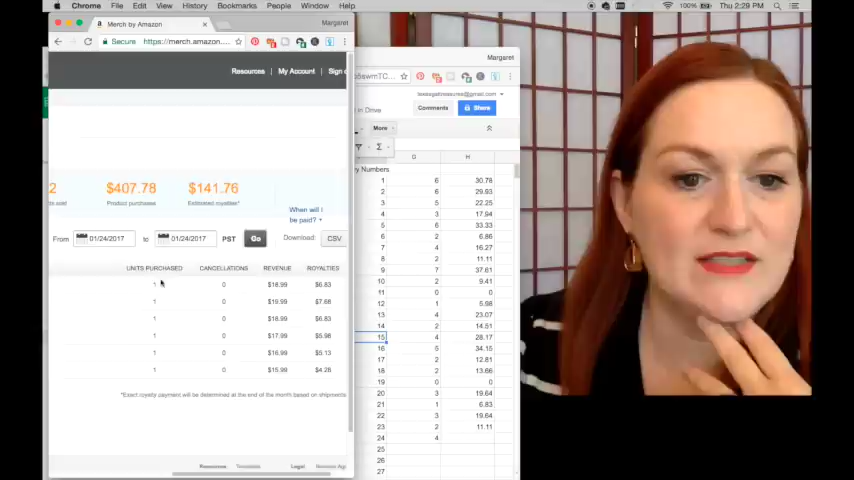 Chrome File Edit View History Bookmarks People Window Help 100% Thu 2:29 PM
Merch by Amazon Margaret
Secure https://merch.amazon....
Resources | My Account | Sign
2 $407.78 $141.76
Product purchases Estimated royalties*
When will I
be paid?
From 01/24/2017 to 01/24/2017 PST Go Download: CSV
UNITS PURCHASED CANCELLATIONS REVENUE ROYALTIES
1 0 $18.99 $6.83
1 0 $19.99 $7.68
1 0 $18.99 $6.83
1 0 $17.99 $5.98
1 0 $16.99 $5.13
1 0 $15.99 $4.28
*Exact royalty payment will be determined at the end of the month based on shipments
Legal
Margaret
Comments Share
in Drive
More
G H
y Numbers
1 6 30.78
2 6 29.93
3 5 22.25
4 3 17.94
5 6 33.33
6 2 6.86
7 4 16.27
8 2 11.11
9 7 37.61
10 2 9.41
11 0 0
12 1 5.98
13 4 23.07
14 2 14.51
15 4 28.17
16 5 34.15
17 2 12.81
18 2 13.66
19 0 0
20 3 19.64
21 1 6.83
22 3 19.64
23 2 11.11
24 4
25
26
27